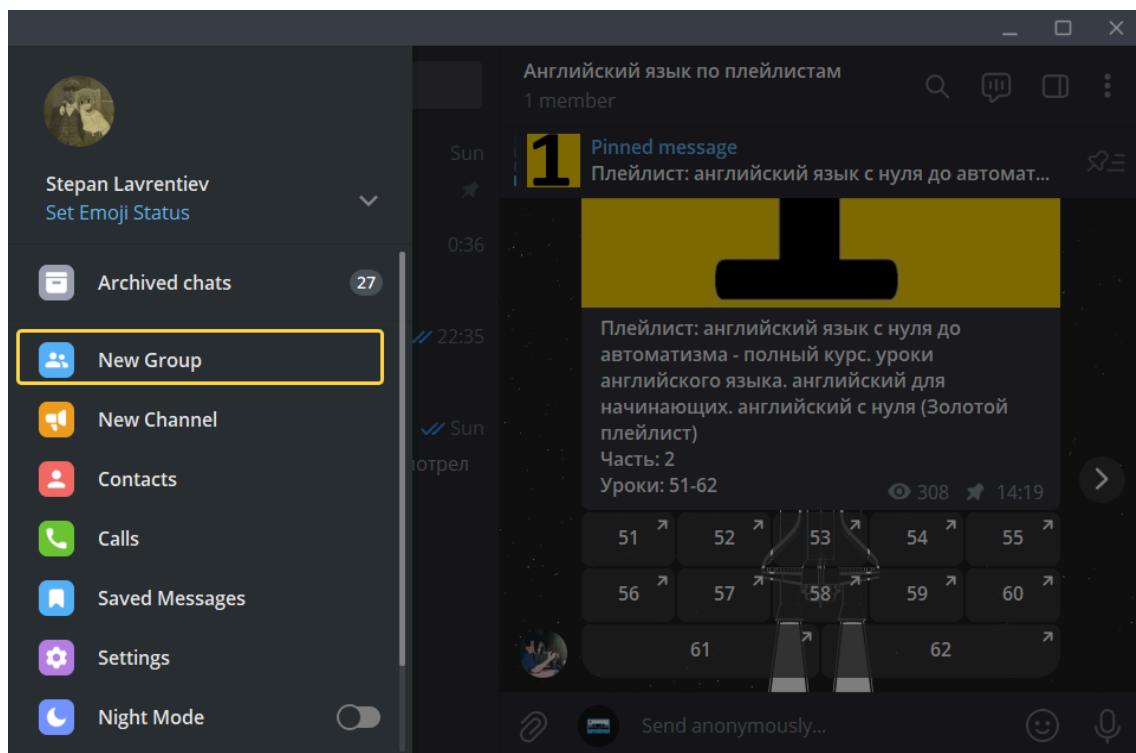 Stepan Lavrentiev
Set Emoji Status
Archived chats 27
New Group
New Channel
Contacts
Calls
Saved Messages
Settings
Night Mode
Sun
0:36
22:35
Sun
отрел
Английский язык по плейлистам
1 member
1
Pinned message
Плейлист: английский язык с нуля до автомат...
Плейлист: английский язык с нуля до
автоматизма - полный курс. уроки
английского языка. английский для
начинающих. английский с нуля (Золотой
плейлист)
Часть: 2
Уроки: 51-62
308 14:19
51 52 53 54 55
56 57 58 59 60
61 62
Send anonymously...